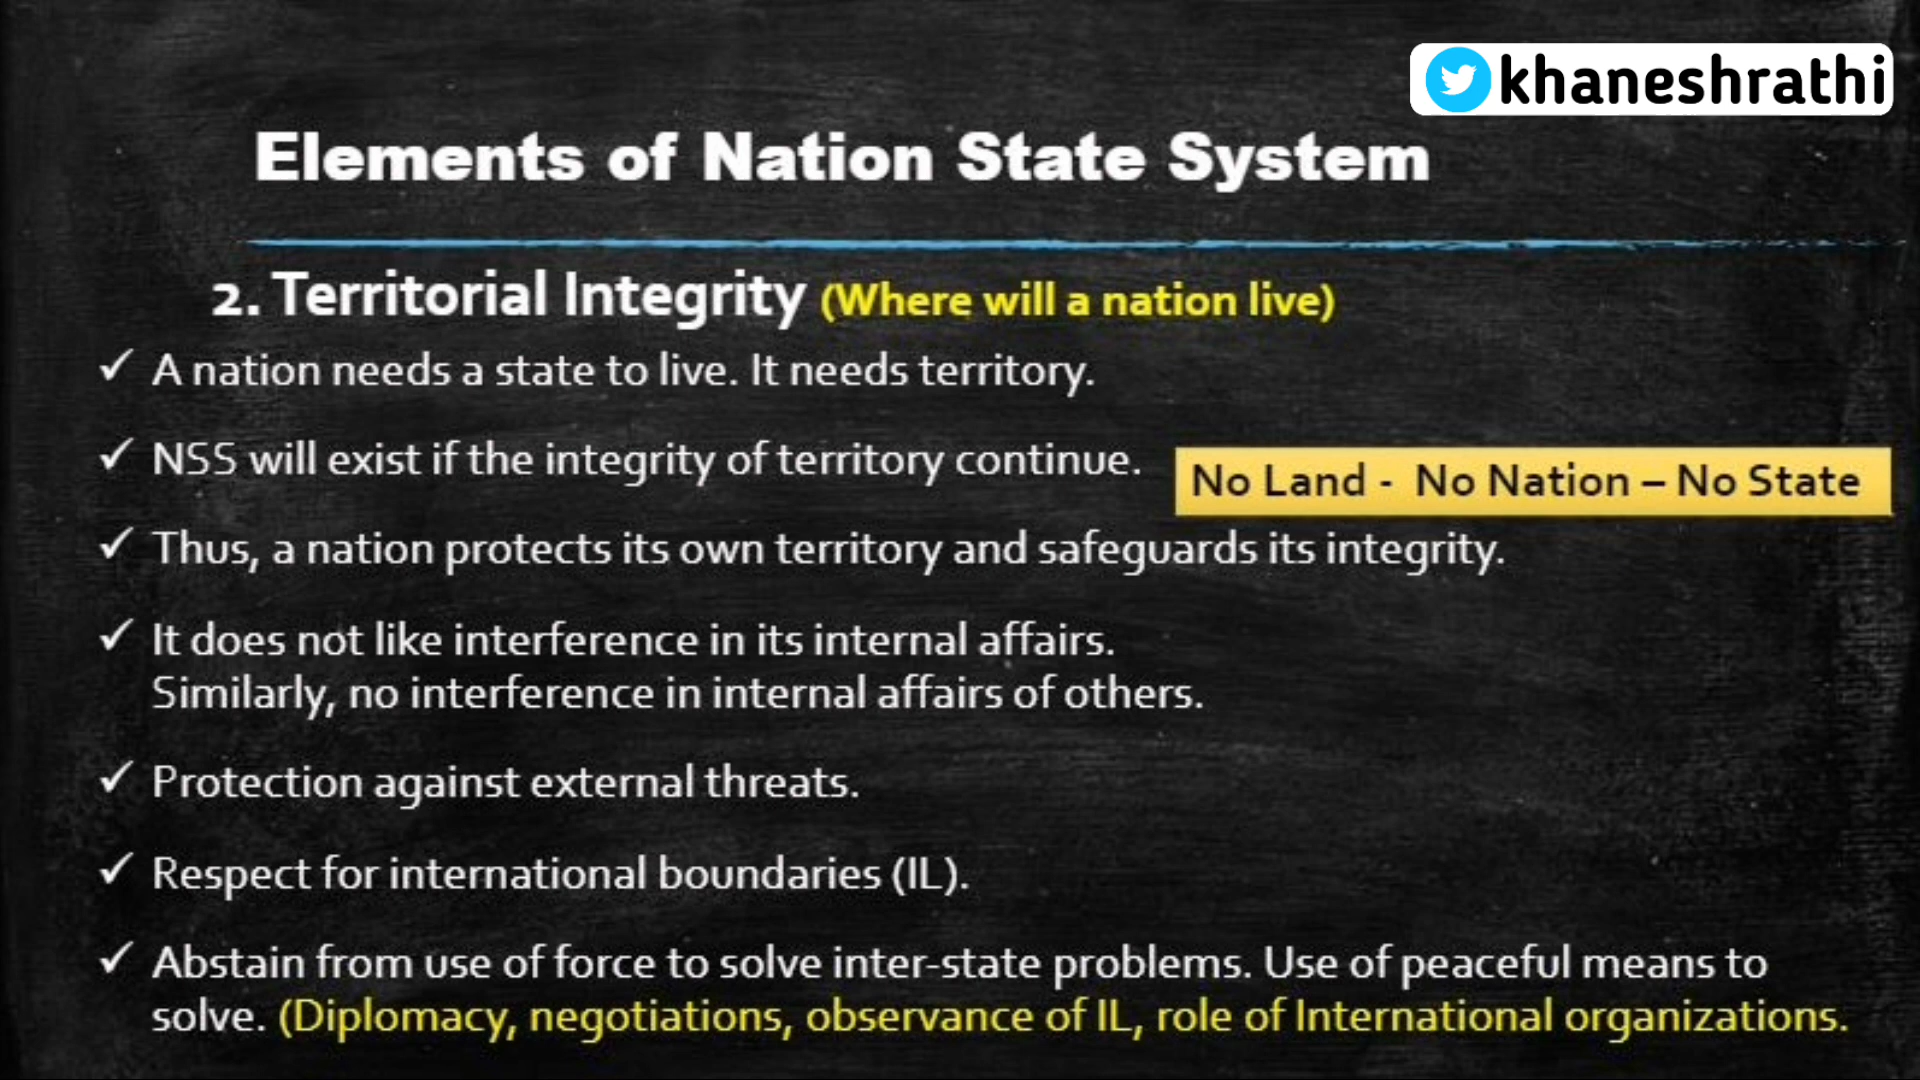 khaneshrathi
Elements of Nation State System
2. Territorial Integrity (Where will a nation live)
✓ A nation needs a state to live. It needs territory.
✓ NSS will exist if the integrity of territory continue.
No Land - No Nation – No State
✓ Thus, a nation protects its own territory and safeguards its integrity.
✓ It does not like interference in its internal affairs.
Similarly, no interference in internal affairs of others.
✓ Protection against external threats.
✓ Respect for international boundaries (IL).
✓ Abstain from use of force to solve inter-state problems. Use of peaceful means to
solve. (Diplomacy, negotiations, observance of IL, role of International organizations.